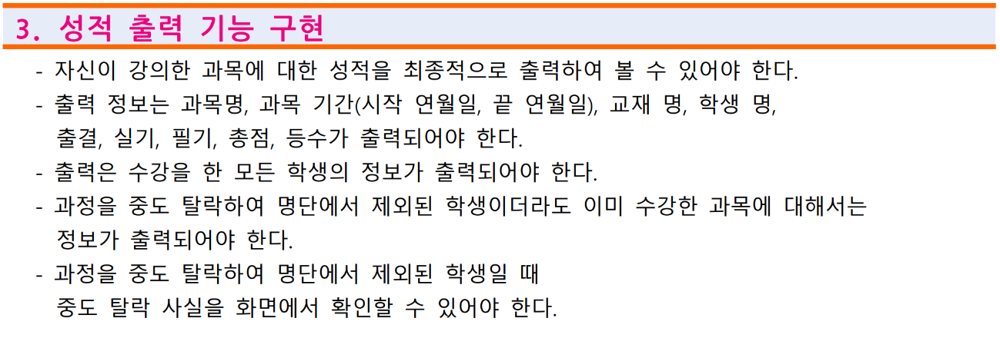 3. 성적 출력 기능 구현
- 자신이 강의한 과목에 대한 성적을 최종적으로 출력하여 볼 수 있어야 한다.
- 출력 정보는 과목명, 과목 기간(시작 연월일, 끝 연월일), 교재 명, 학생 명,
출결, 실기, 필기, 총점, 등수가 출력되어야 한다.
- 출력은 수강을 한 모든 학생의 정보가 출력되어야 한다.
- 과정을 중도 탈락하여 명단에서 제외된 학생이더라도 이미 수강한 과목에 대해서는
정보가 출력되어야 한다.
- 과정을 중도 탈락하여 명단에서 제외된 학생일 때
중도 탈락 사실을 화면에서 확인할 수 있어야 한다.